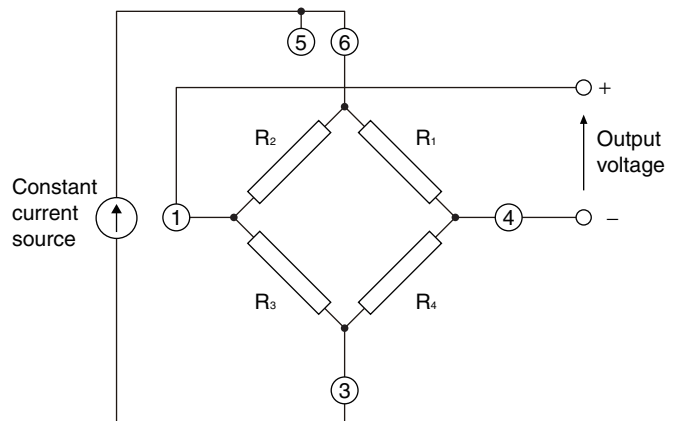 5
6
+
R2
R1
Output
voltage
Constant
current
source
1
4
−
R3
R4
3